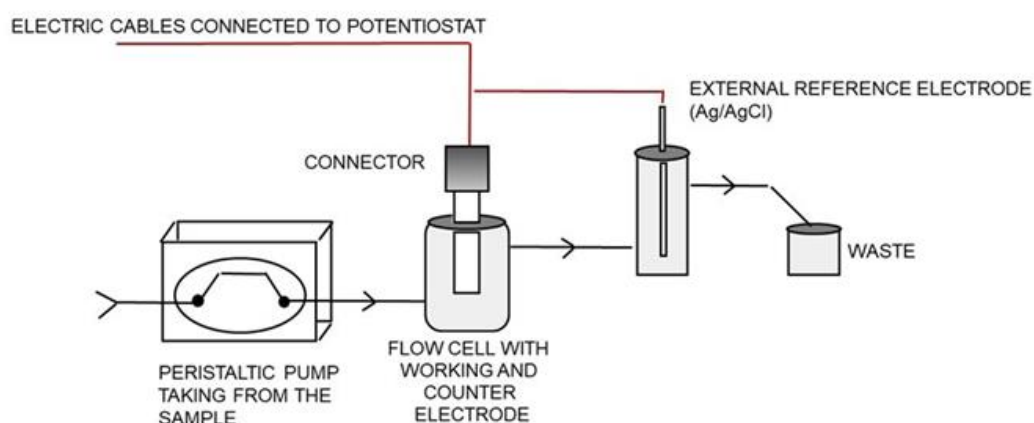 ELECTRIC CABLES CONNECTED TO POTENTIOSTAT
EXTERNAL REFERENCE ELECTRODE
(Ag/AgCl)
CONNECTOR
WASTE
PERISTALTIC PUMP
TAKING FROM THE
SAMPLE
FLOW CELL WITH
WORKING AND
COUNTER
ELECTRODE